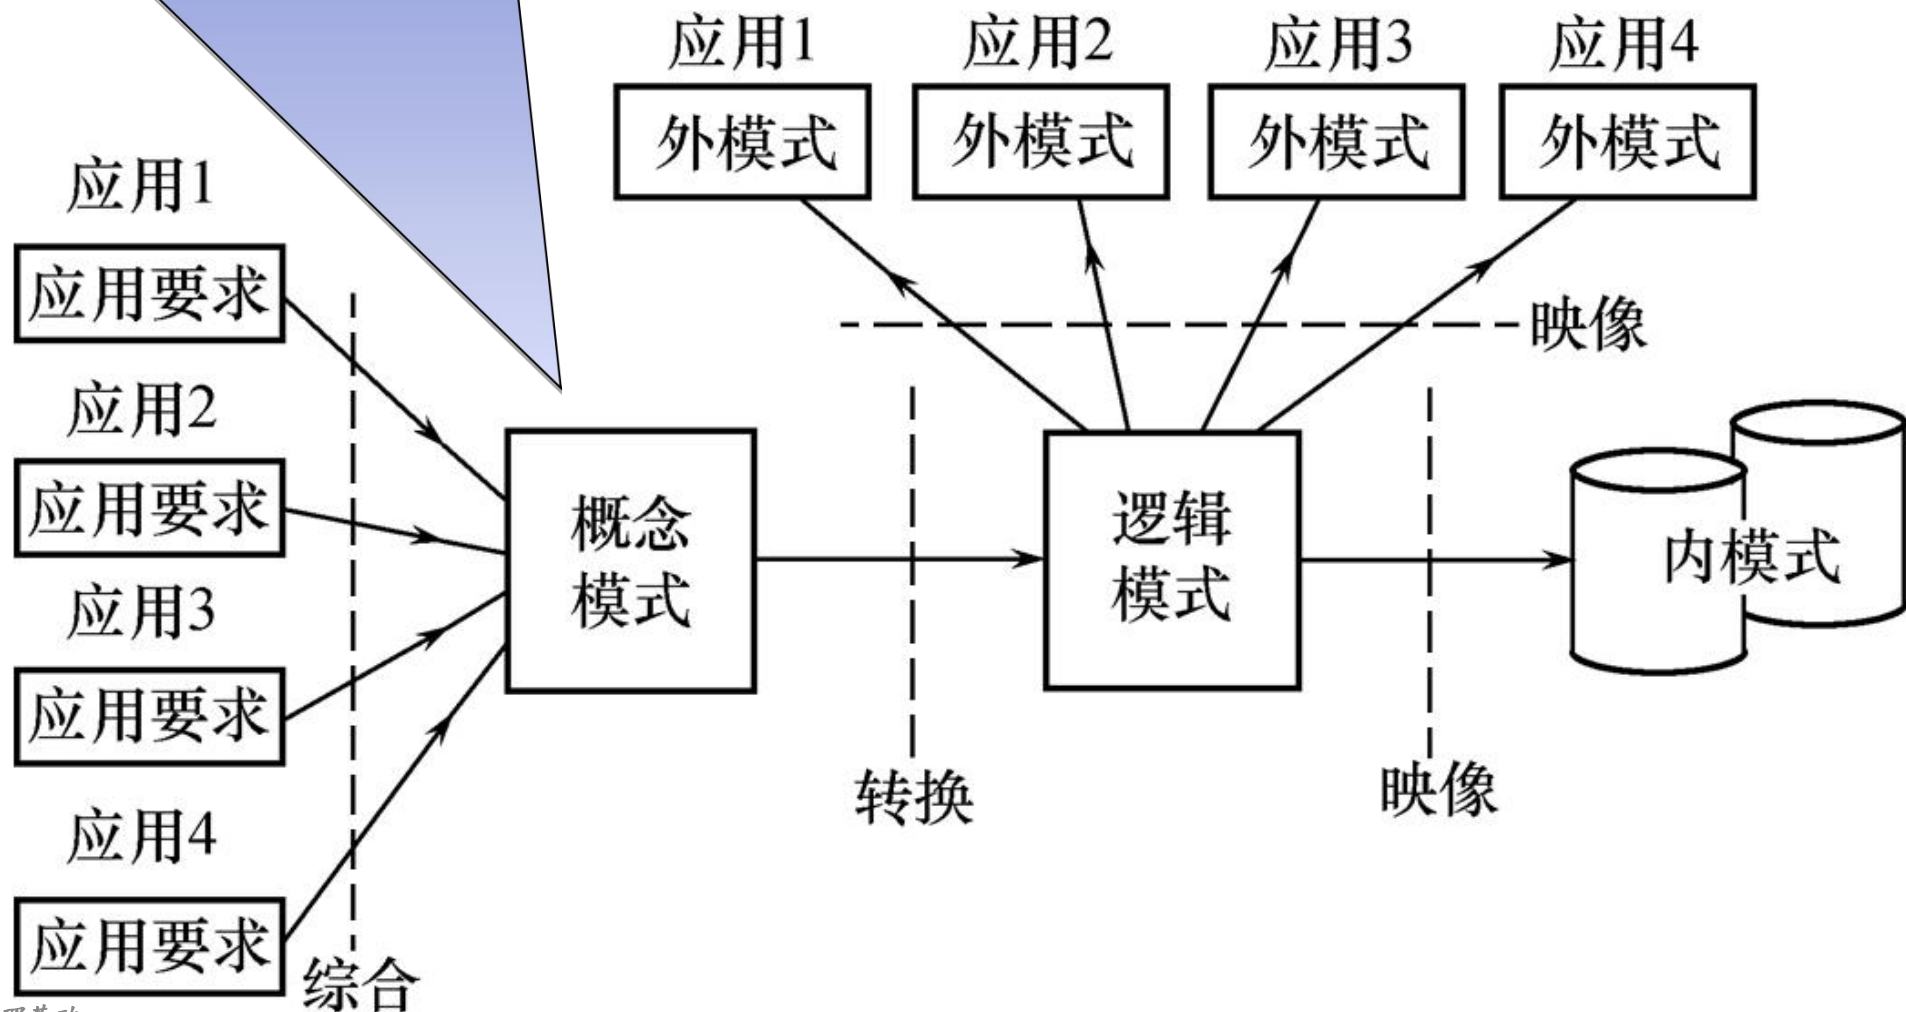 应用1
应用2
应用3
应用4
外模式
外模式
外模式
外模式
映像
应用1
应用要求
应用2
应用要求
应用3
应用要求
应用4
应用要求
综合
概念
模式
转换
逻辑
模式
映像
内模式